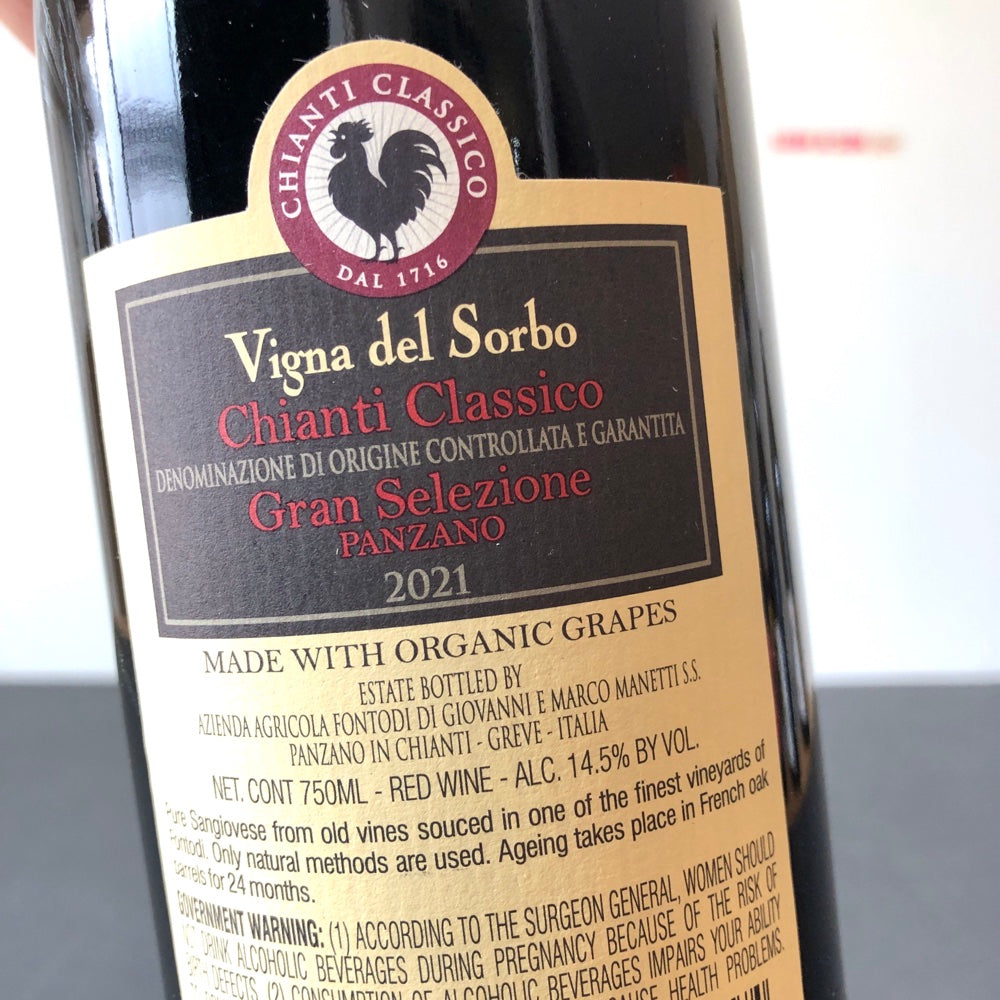 CHIANTI CLASSICO
DAL 1716
Vigna del Sorbo
Chianti Classico
DENOMINAZIONE DI ORIGINE CONTROLLATA E GARANTITA
Gran Selezione
PANZANO
2021
MADE WITH ORGANIC GRAPES
ESTATE BOTTLED BY
AZIENDA AGRICOLA FONTODI DI GIOVANNI E MARCO MANETTI S.S.
PANZANO IN CHIANTI - GREVE - ITALIA
NET. CONT 750ML - RED WINE - ALC. 14.5% BY VOL.
Pure Sangiovese from old vines souced in one of the finest vineyards of
Fontodi. Only natural methods are used. Ageing takes place in French oak
barrels for 24 months.
GOVERNMENT WARNING: (1) ACCORDING TO THE SURGEON GENERAL, WOMEN SHOULD
NOT DRINK ALCOHOLIC BEVERAGES DURING PREGNANCY BECAUSE OF THE RISK OF
BIRTH DEFECTS. (2) CONSUMPTION OF ALCOHOLIC BEVERAGES IMPAIRS YOUR ABILITY
CAUSE HEALTH PROBLEMS.